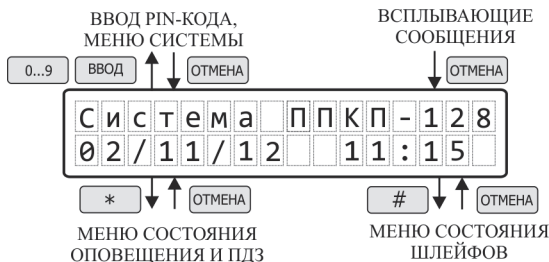 ВВОД PIN-КОДА,
МЕНЮ СИСТЕМЫ
ВСПЛЫВАЮЩИЕ
СООБЩЕНИЯ
0...9 ВВОД ОТМЕНА ОТМЕНА
Система ППКП-128
02/11/12 11:15
* ОТМЕНА # ОТМЕНА
МЕНЮ СОСТОЯНИЯ
ОПОВЕЩЕНИЯ И ПДЗ
МЕНЮ СОСТОЯНИЯ
ШЛЕЙФОВ